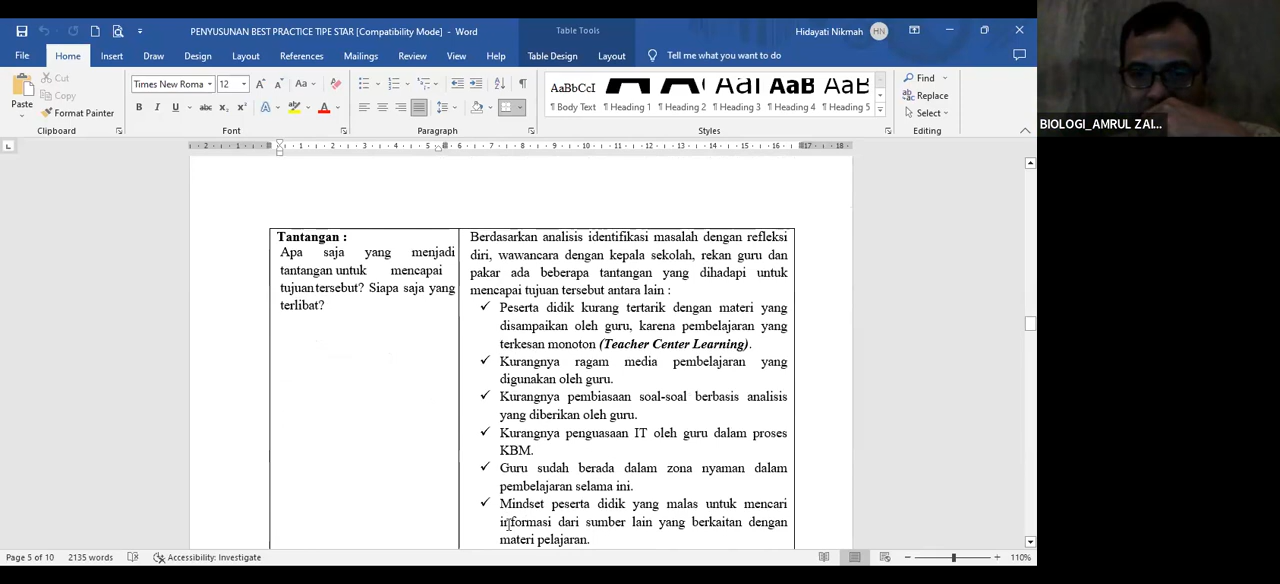 PENYUSUNAN BEST PRACTICE TIPE STAR [Compatibility Mode] - Word
Table Tools
Hidayati Nikmah HN
File Home Insert Draw Design Layout References Mailings Review View Help Table Design Layout Tell me what you want to do
Paste
Cut
Copy
Format Painter
Clipboard
Times New Roma 12
Font
Paragraph
AaBbCcI
¶ Body Text ¶ Heading 1 ¶ Heading 2 ¶ Heading 3 ¶ Heading 4 ¶ Heading 5
Styles
Find
Replace
Select
Editing
BIOLOGI_AMRUL ZAI...
Tantangan :
Apa saja yang menjadi
tantangan untuk mencapai
tujuan tersebut? Siapa saja yang
terlibat?
Berdasarkan analisis identifikasi masalah dengan refleksi
diri, wawancara dengan kepala sekolah, rekan guru dan
pakar ada beberapa tantangan yang dihadapi untuk
mencapai tujuan tersebut antara lain :
✓ Peserta didik kurang tertarik dengan materi yang
disampaikan oleh guru, karena pembelajaran yang
terkesan monoton (Teacher Center Learning).
✓ Kurangnya ragam media pembelajaran yang
digunakan oleh guru.
✓ Kurangnya pembiasaan soal-soal berbasis analisis
yang diberikan oleh guru.
✓ Kurangnya penguasaan IT oleh guru dalam proses
KBM.
✓ Guru sudah berada dalam zona nyaman dalam
pembelajaran selama ini.
✓ Mindset peserta didik yang malas untuk mencari
informasi dari sumber lain yang berkaitan dengan
materi pelajaran.
Page 5 of 10 2135 words Accessibility: Investigate 110%